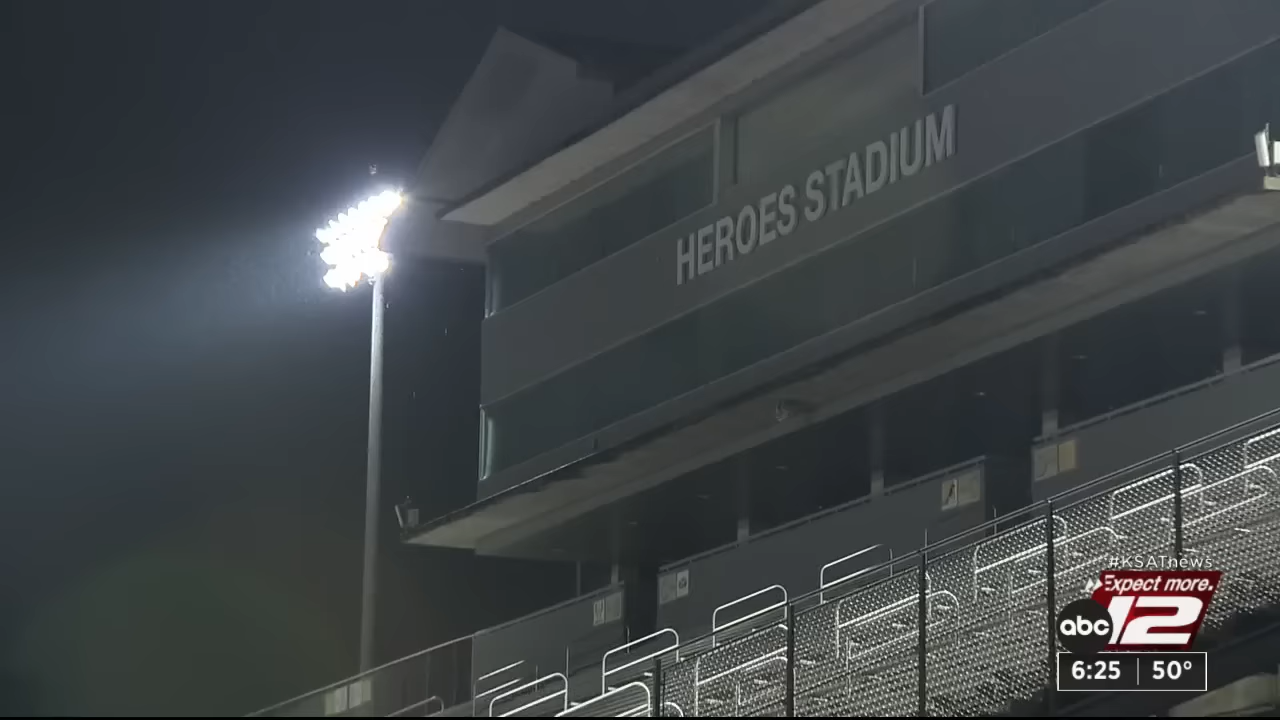 HEROES STADIUM
#KSATnews
Expect more.
abc 12
6:25 50°